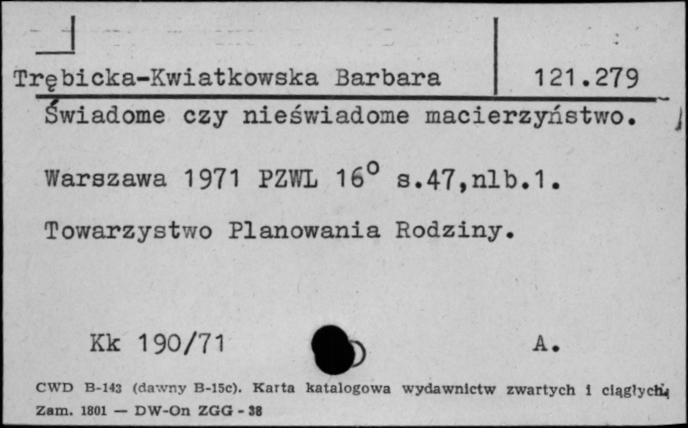 Trębicka-Kwiatkowska Barbara 121.279
Świadome czy nieświadome macierzyństwo.
Warszawa 1971 PZWL 16° s.47,nlb.1.
Towarzystwo Planowania Rodziny.
Kk 190/71 A.
CWD B-143 (dawny B-15c). Karta katalogowa wydawnictw zwartych i ciągłych
Zam. 1801 — DW-On ZGG - 38